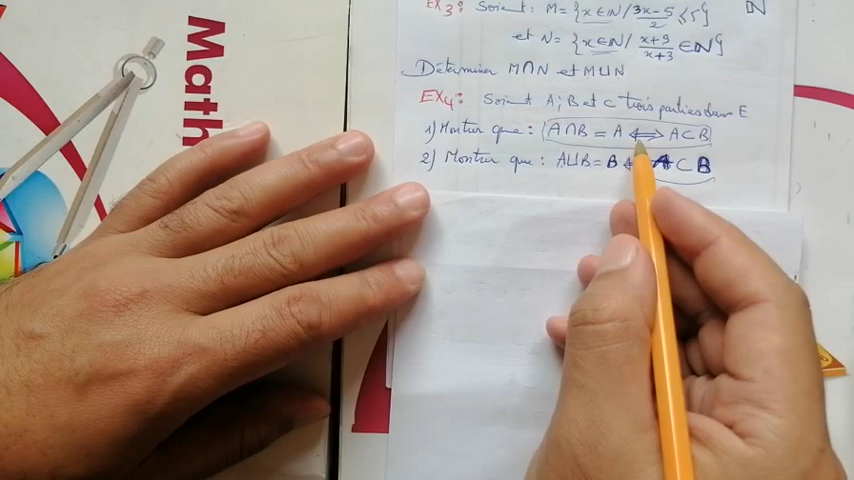 Math
EX3: Soient: M = {x∈ℕ / 3x-5/2 ≤ 5} ℕ
et N = {x∈ℕ / x+9/x+3 ∈ ℕ}
Déterminer M∩N et M∪N
EX4: Soient A; B et C trois parties dans E
1) Montrer que: A∩B = A ⟺ A⊂B
2) Montrer que: A∪B = B A⊂B